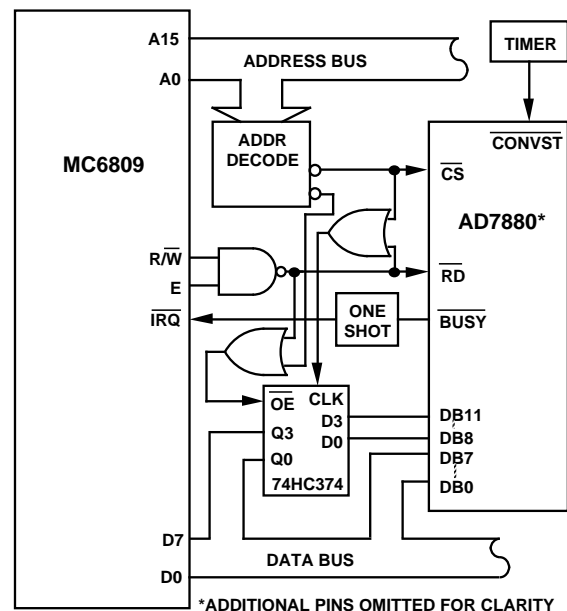 A15
ADDRESS BUS
TIMER
A0
ADDR
DECODE
CONVST
MC6809
CS
AD7880*
R/W
E
RD
IRQ
ONE
SHOT
BUSY
OE
CLK
D3
DB11
Q3
D0
DB8
Q0
DB7
74HC374
DB0
D7
DATA BUS
D0
*ADDITIONAL PINS OMITTED FOR CLARITY